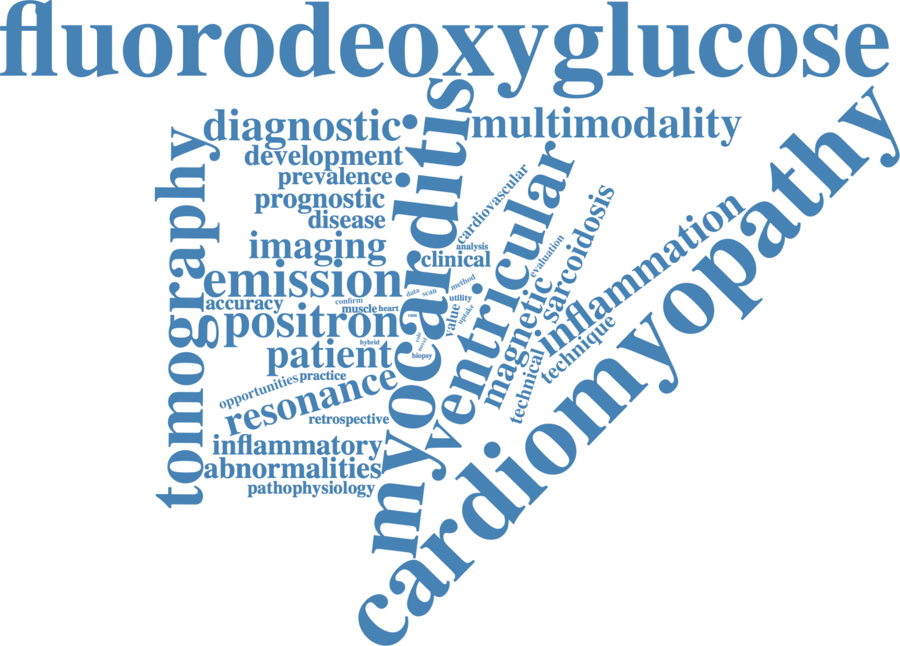 fluorodeoxyglucose
diagnostic
multimodality
myocarditis
tomography
development
prevalence
prognostic
disease
imaging
emission
accuracy
positron
patient
opportunities
practice
resonance
retrospective
inflammatory
abnormalities
pathophysiology
cardiovascular
analysis
clinical
ventricular
evaluation
sarcoidosis
magnetic
inflammation
technique
technical
cardiomyopathy
confirm
muscle
heart
hybrid
data
scan
method
utility
value
uptake
biopsy
novel